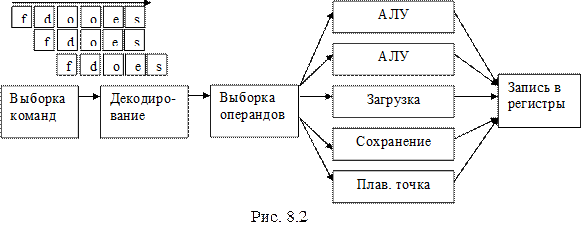 f d o o e s
f d o e s
f d o e s
АЛУ
АЛУ
Выборка
команд
Декодиро-
вание
Выборка
операндов
Загрузка
Запись в
регистры
Сохранение
Плав. точка
Рис. 8.2